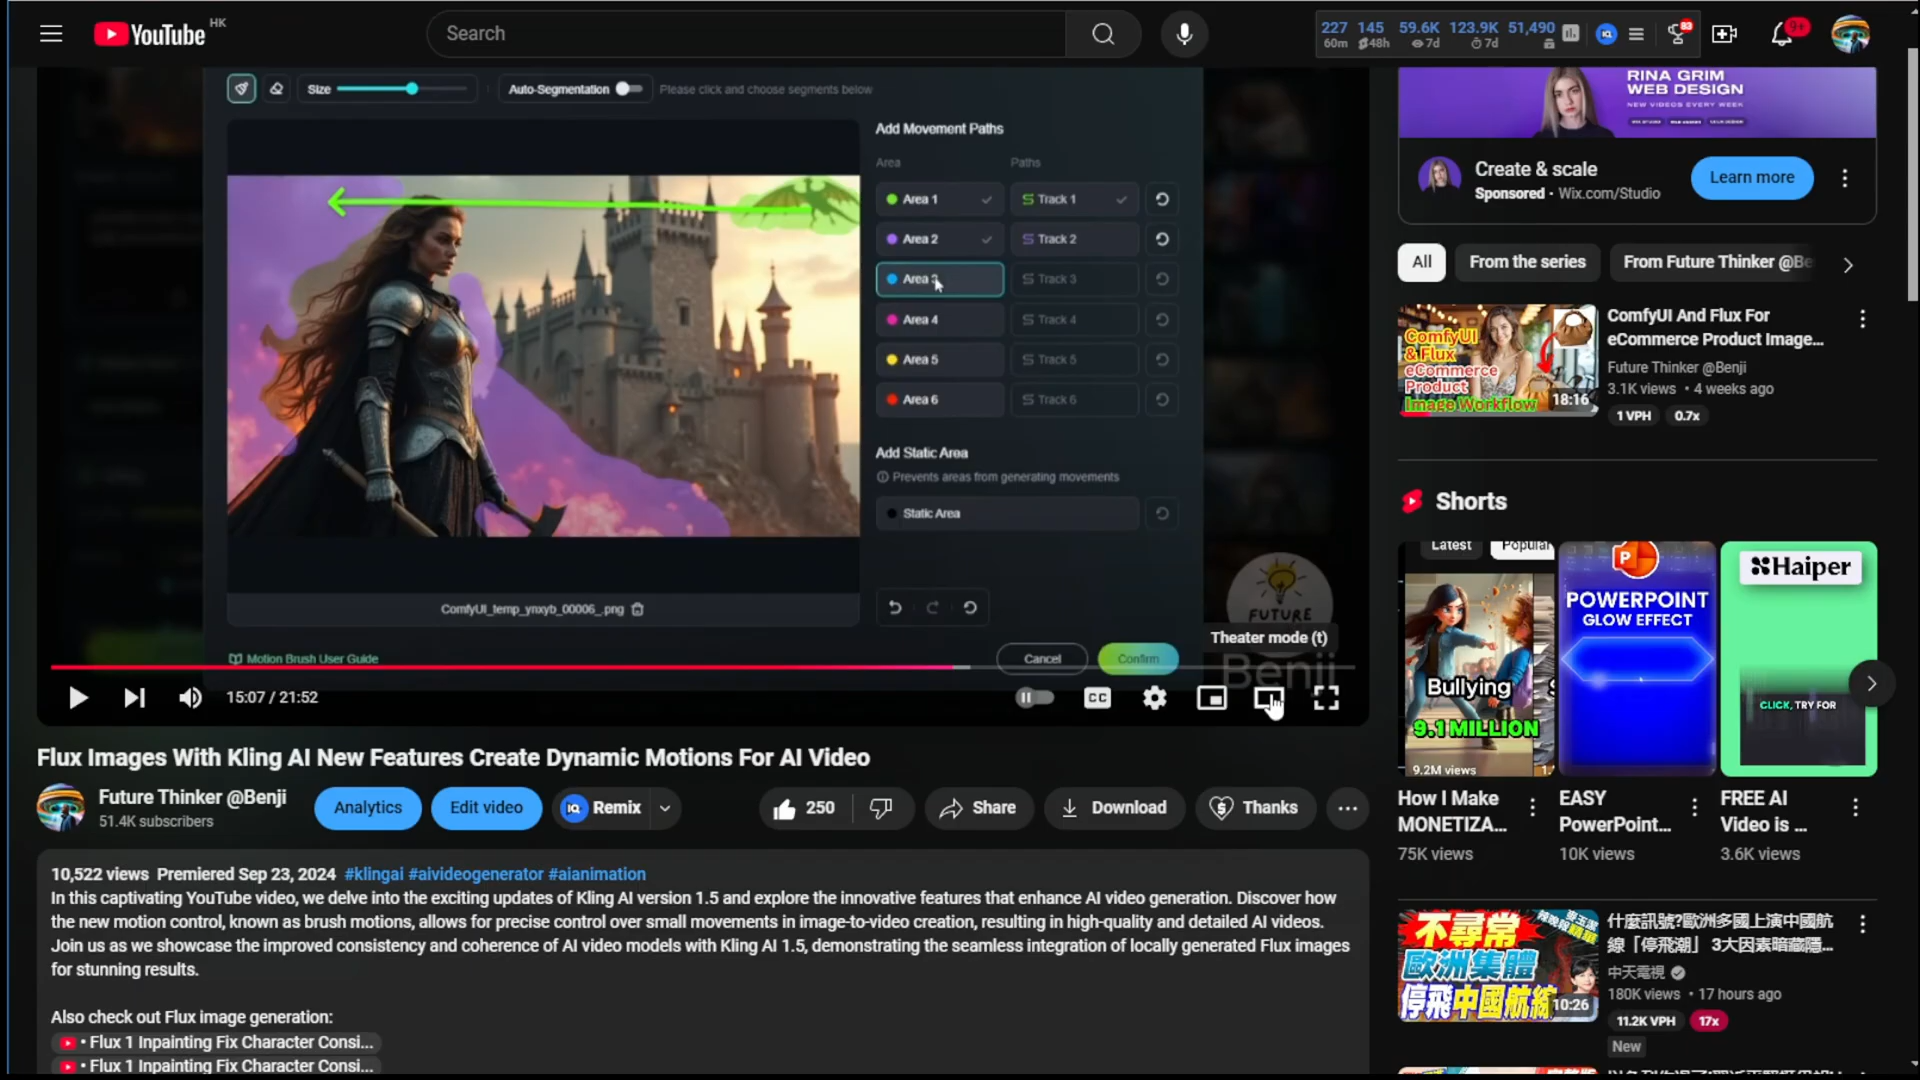 YouTube HK
Search
227 145 59.6K 123.9K 51,490
60m 48h 7d 7d
83
9+
Size
Auto-Segmentation
Please click and choose segments below
Add Movement Paths
Area Paths
Area 1 Track 1
Area 2 Track 2
Area 3 Track 3
Area 4 Track 4
Area 5 Track 5
Area 6 Track 6
Add Static Area
Prevents areas from generating movements
Static Area
ComfyUI_temp_ynxyb_00006_.png
Motion Brush User Guide
Cancel Confirm
FUTURE
Benji
Theater mode (t)
15:07 / 21:52
CC
Flux Images With Kling AI New Features Create Dynamic Motions For AI Video
Future Thinker @Benji
51.4K subscribers
Analytics
Edit video
Remix
250
Share
Download
Thanks
10,522 views Premiered Sep 23, 2024 #klingai #aivideogenerator #aianimation
In this captivating YouTube video, we delve into the exciting updates of Kling AI version 1.5 and explore the innovative features that enhance AI video generation. Discover how
the new motion control, known as brush motions, allows for precise control over small movements in image-to-video creation, resulting in high-quality and detailed AI videos.
Join us as we showcase the improved consistency and coherence of AI video models with Kling AI 1.5, demonstrating the seamless integration of locally generated Flux images
for stunning results.
Also check out Flux image generation:
• Flux 1 Inpainting Fix Character Consi...
• Flux 1 Inpainting Fix Character Consi...
RINA GRIM
WEB DESIGN
NEW VIDEOS EVERY WEEK
Create & scale
Sponsored · Wix.com/Studio
Learn more
All
From the series
From Future Thinker @Be
ComfyUI
& Flux
eCommerce
Product
Image Workflow
18:16
ComfyUI And Flux For
eCommerce Product Image...
Future Thinker @Benji
3.1K views • 4 weeks ago
1 VPH 0.7x
Shorts
Latest Popular
Bullying
9.1 MILLION
9.2M views
How I Make
MONETIZA...
75K views
P
POWERPOINT
GLOW EFFECT
EASY
PowerPoint...
10K views
Haiper
CLICK, TRY FOR
FREE AI
Video is ...
3.6K views
不尋常
歐洲集體
停飛中國航線
10:26
什麼訊號?歐洲多國上演中國航
線「停飛潮」 3大因素暗藏隱...
中天電視
180K views • 17 hours ago
11.2K VPH 17x
New